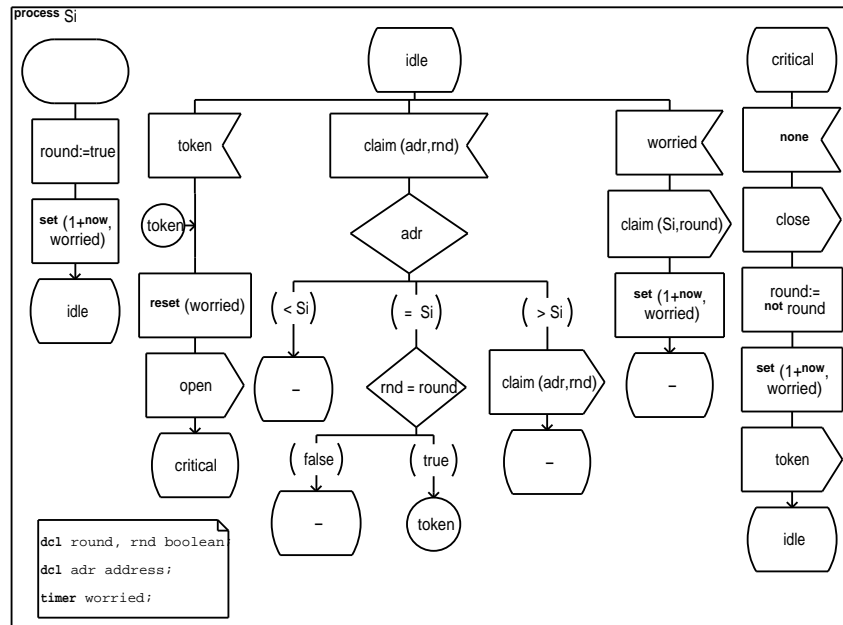 process Si
round:=true
set (1+now,
worried)
idle
idle
token
token
reset (worried)
open
critical
claim (adr,rnd)
adr
( < Si )
–
( = Si )
rnd = round
( false )
–
( true )
token
( > Si )
claim (adr,rnd)
–
worried
claim (Si,round)
set (1+now,
worried)
–
critical
none
close
round:=
not round
set (1+now,
worried)
token
idle
dcl round, rnd boolean;
dcl adr address;
timer worried;